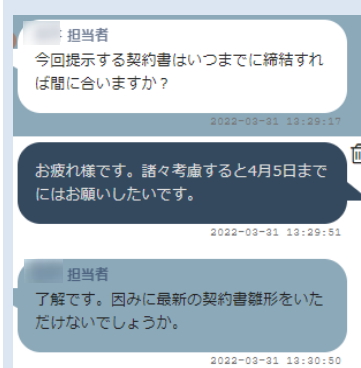 担当者
今回提示する契約書はいつまでに締結すれ
ば間に合いますか？
2022-03-31 13:29:17
お疲れ様です。諸々考慮すると4月5日まで
にはお願いしたいです。
2022-03-31 13:29:51
担当者
了解です。因みに最新の契約書雛形をいた
だけないでしょうか。
2022-03-31 13:30:50